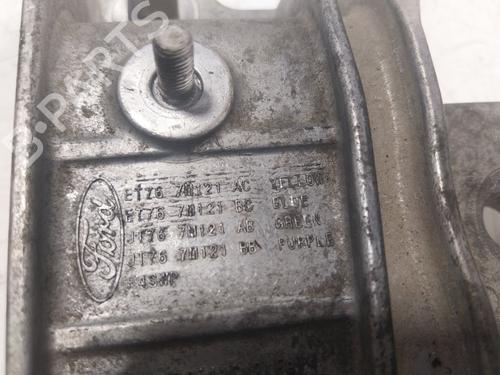 B-PARTS
Ford
ET76 7M121 AC YELLOW
ET76 7M121 BC BLUE
JT76 7M121 AB GREEN
JT76 7M121 BB PURPLE